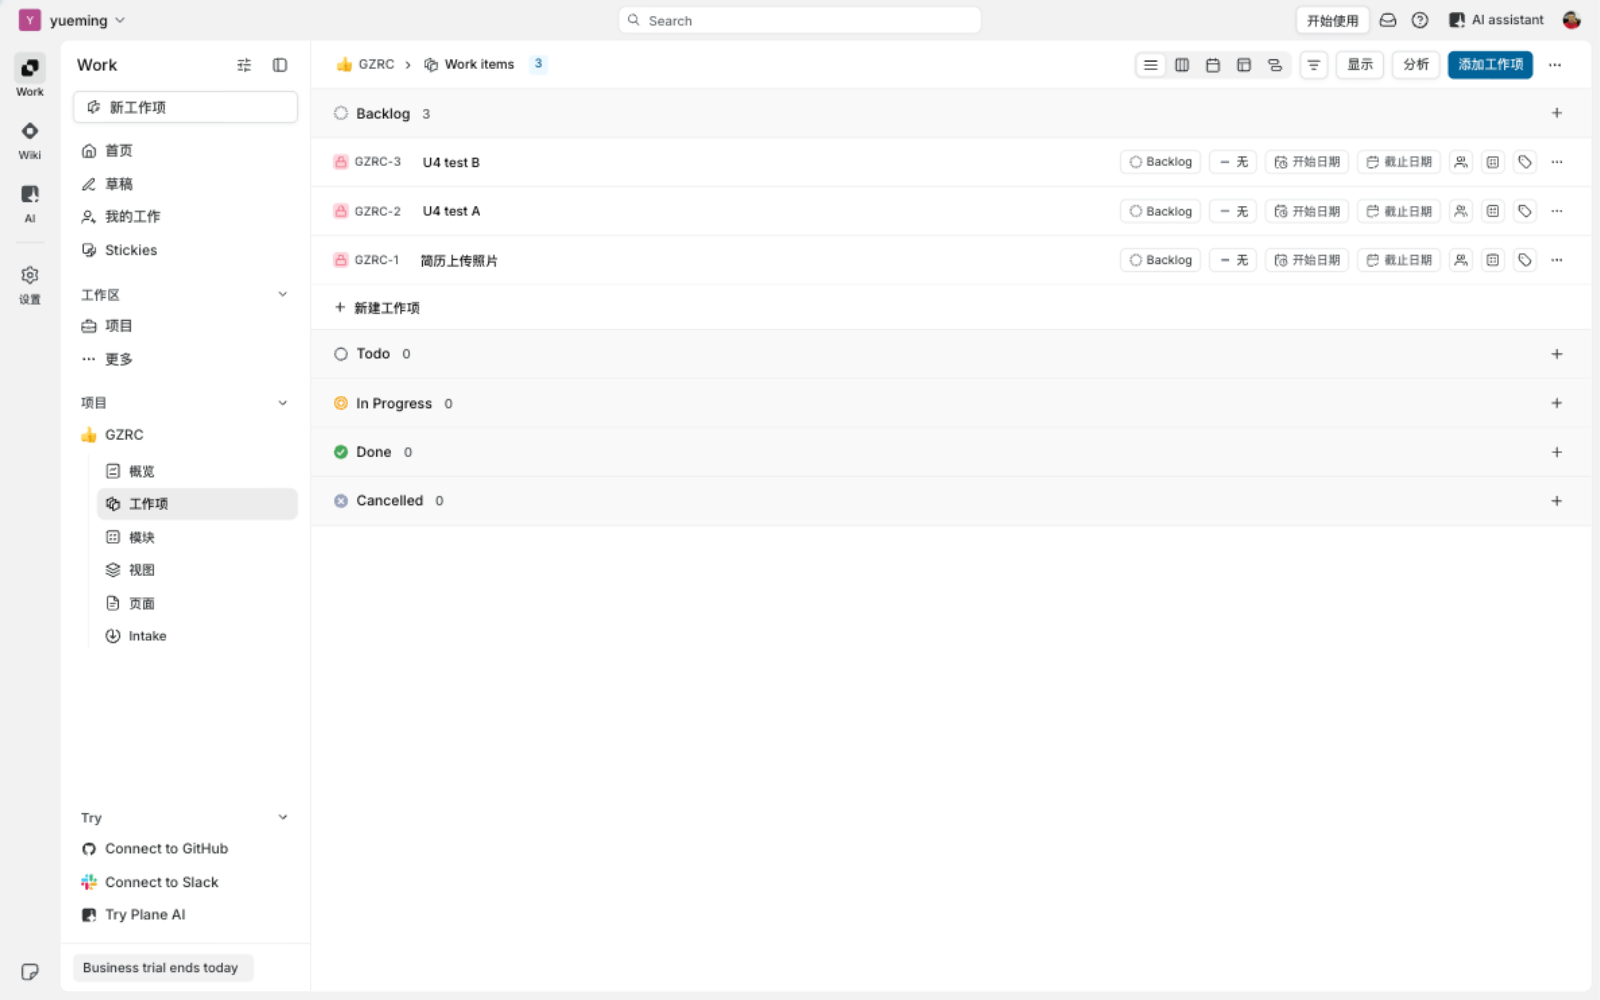 Y yueming
Search
开始使用
AI assistant
Work
Wiki
AI
设置
Work
新工作项
首页
草稿
我的工作
Stickies
工作区
项目
更多
项目
GZRC
概览
工作项
模块
视图
页面
Intake
Try
Connect to GitHub
Connect to Slack
Try Plane AI
Business trial ends today
GZRC > Work items 3
显示 分析 添加工作项
Backlog 3
GZRC-3 U4 test B Backlog 无 开始日期 截止日期
GZRC-2 U4 test A Backlog 无 开始日期 截止日期
GZRC-1 简历上传照片 Backlog 无 开始日期 截止日期
+ 新建工作项
Todo 0
In Progress 0
Done 0
Cancelled 0